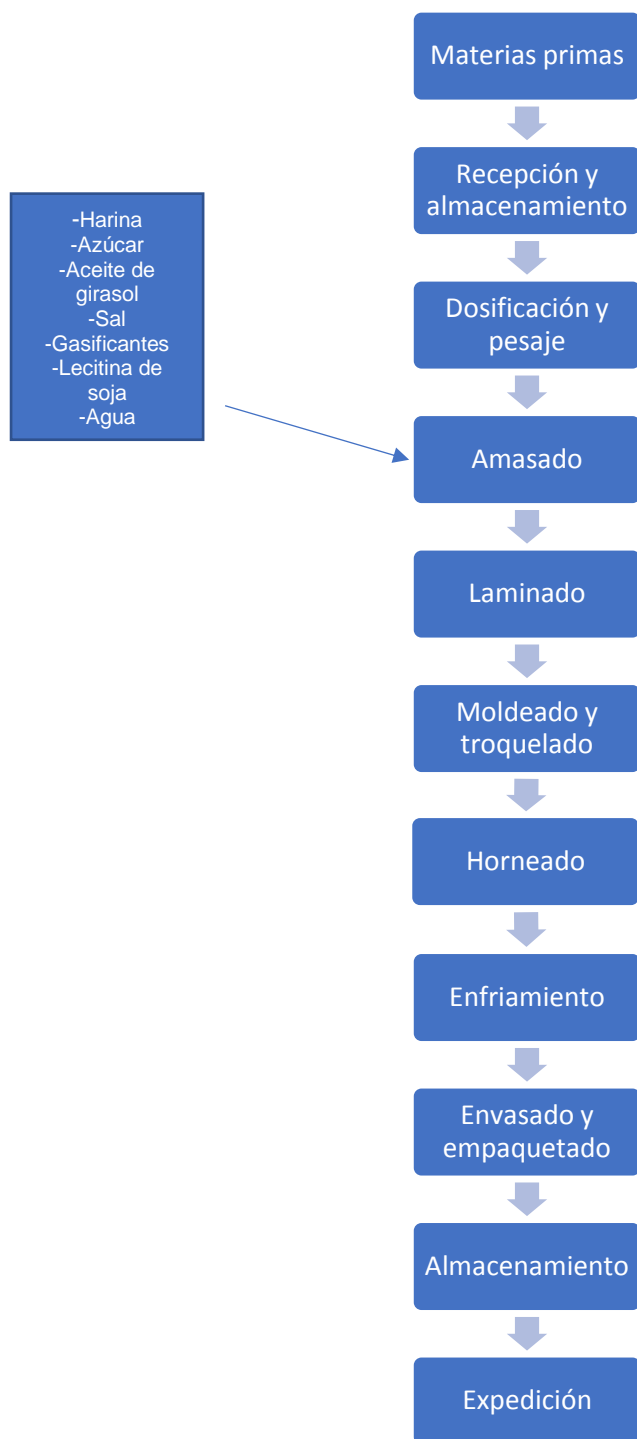 Materias primas
Recepción y
almacenamiento
-Harina
-Azúcar
-Aceite de
girasol
-Sal
-Gasificantes
-Lecitina de
soja
-Agua
Dosificación y
pesaje
Amasado
Laminado
Moldeado y
troquelado
Horneado
Enfriamiento
Envasado y
empaquetado
Almacenamiento
Expedición